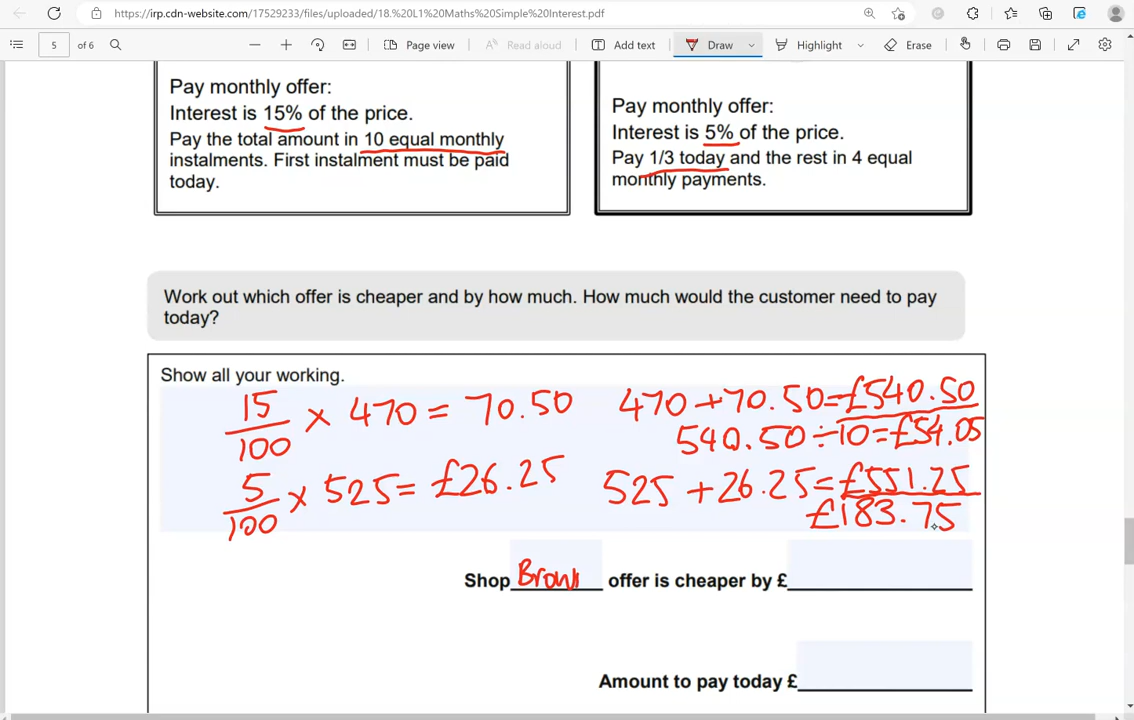 https://irp.cdn-website.com/17529233/files/uploaded/18.%20L1%20Maths%20Simple%20Interest.pdf
5 of 6 Page view Read aloud Add text Draw Highlight Erase
Pay monthly offer:
Interest is 15% of the price.
Pay the total amount in 10 equal monthly
instalments. First instalment must be paid
today.
Pay monthly offer:
Interest is 5% of the price.
Pay 1/3 today and the rest in 4 equal
monthly payments.
Work out which offer is cheaper and by how much. How much would the customer need to pay
today?
Show all your working.
15/100 × 470 = 70.50
470 + 70.50 = £540.50
540.50 ÷ 10 = £54.05
5/100 × 525 = £26.25
525 + 26.25 = £551.25
£183.75
Shop Brown offer is cheaper by £
Amount to pay today £